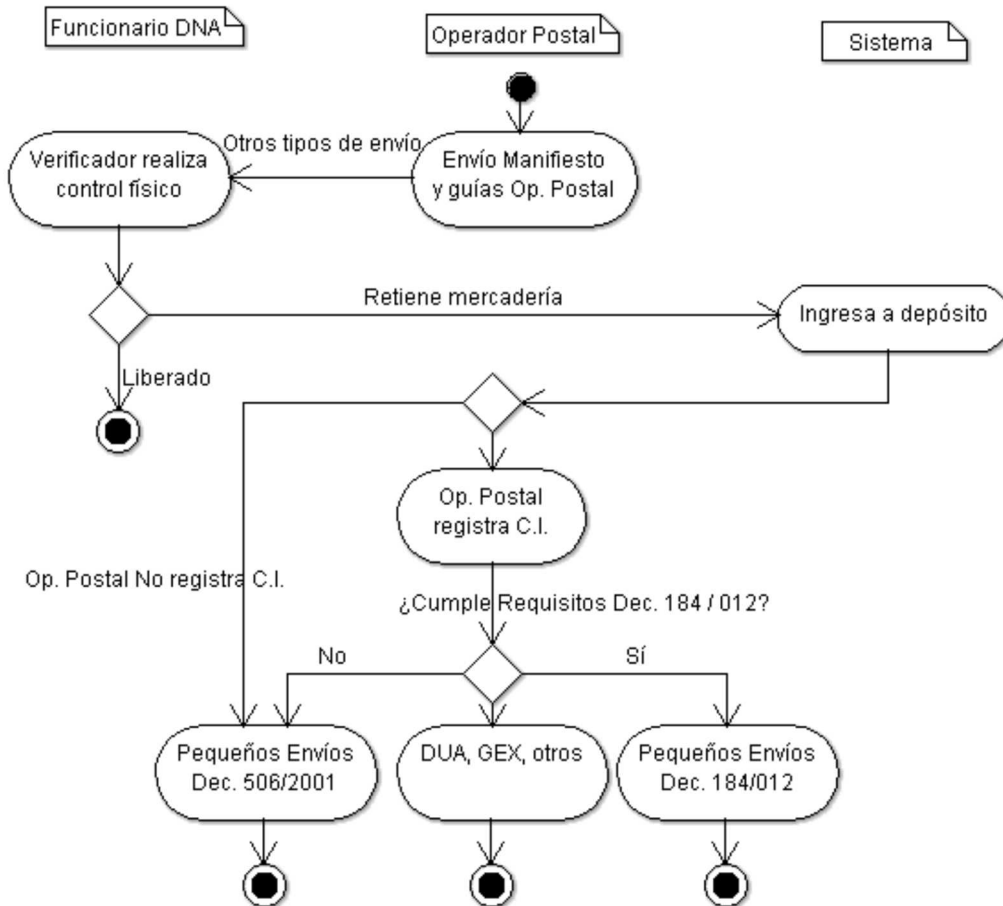 Funcionario DNA
Operador Postal
Sistema
Otros tipos de envío
Verificador realiza
control físico
Envío Manifiesto
y guías Op. Postal
Retiene mercadería
Ingresa a depósito
Liberado
Op. Postal
registra C.I.
Op. Postal No registra C.I.
¿Cumple Requisitos Dec. 184 / 012?
No
Sí
Pequeños Envíos
Dec. 506/2001
DUA, GEX, otros
Pequeños Envíos
Dec. 184/012